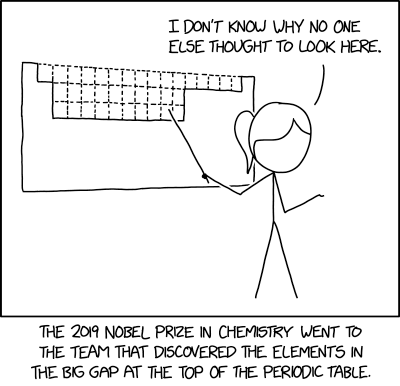 I DON'T KNOW WHY NO ONE
ELSE THOUGHT TO LOOK HERE.
THE 2019 NOBEL PRIZE IN CHEMISTRY WENT TO
THE TEAM THAT DISCOVERED THE ELEMENTS IN
THE BIG GAP AT THE TOP OF THE PERIODIC TABLE.